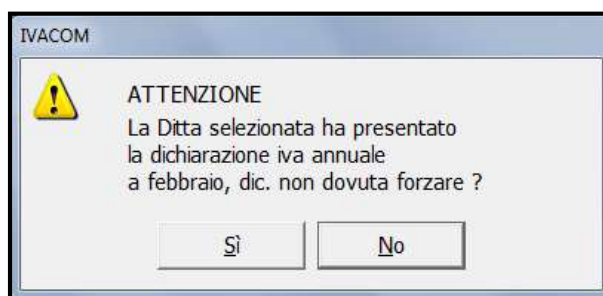 IVACOM
ATTENZIONE
La Ditta selezionata ha presentato
la dichiarazione iva annuale
a febbraio, dic. non dovuta forzare ?
Sì
No